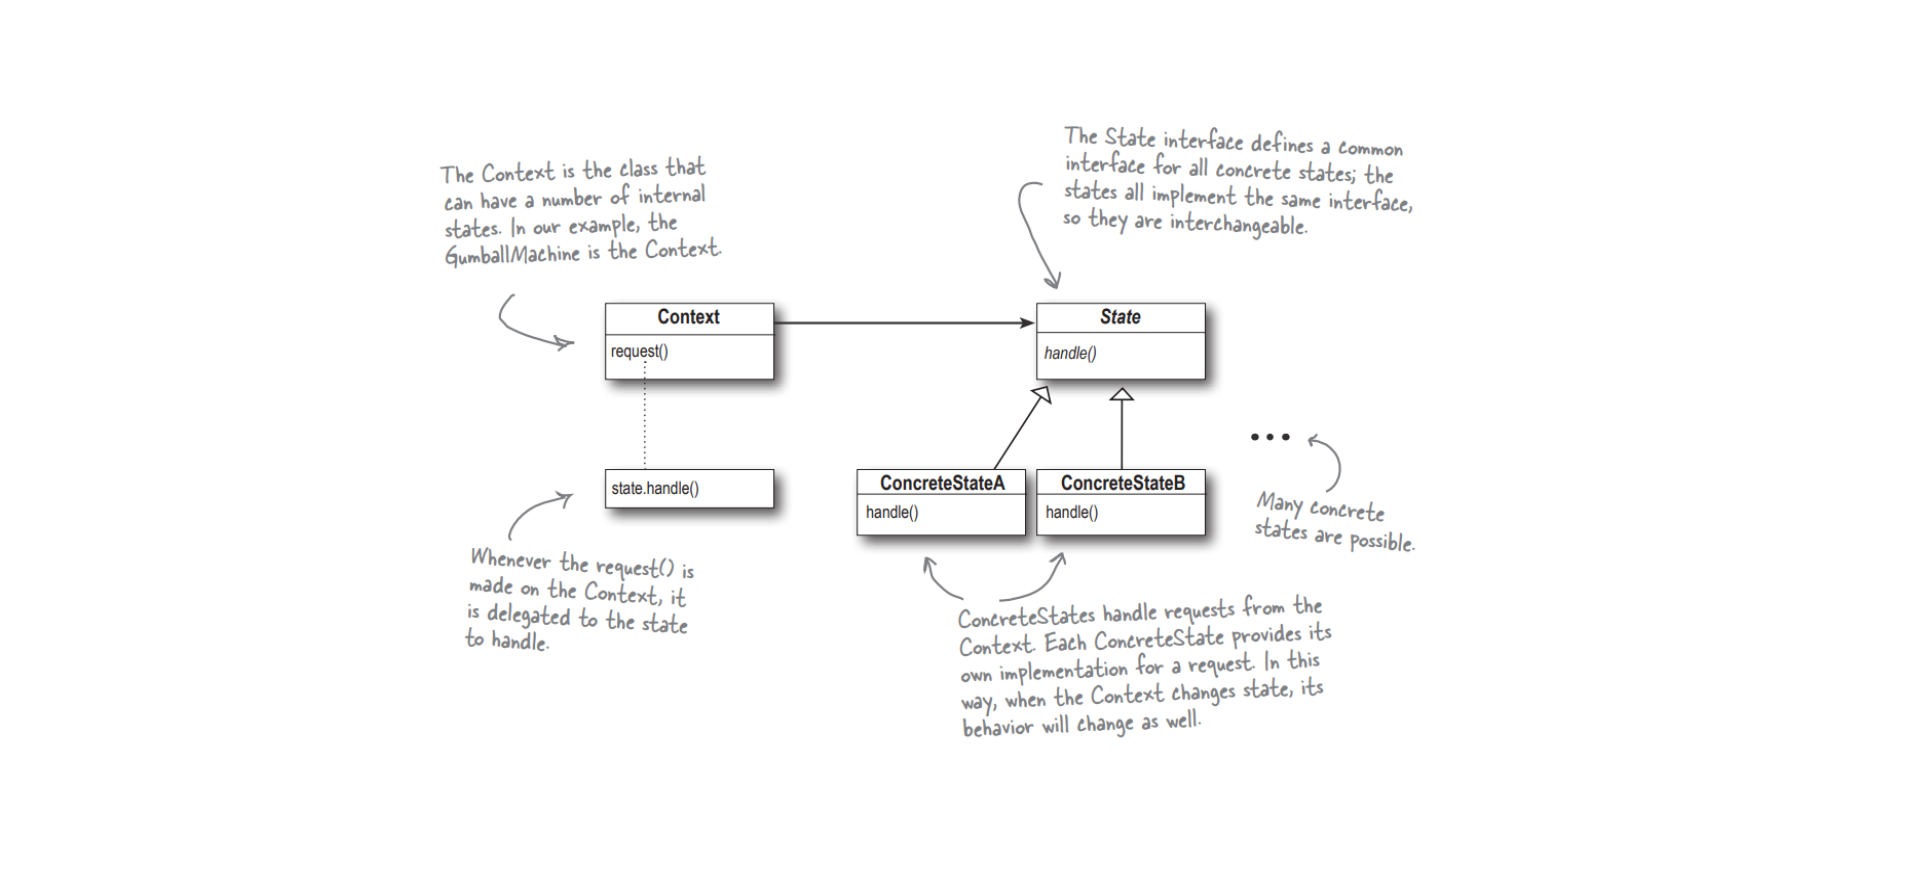 The Context is the class that
can have a number of internal
states. In our example, the
GumballMachine is the Context.
The State interface defines a common
interface for all concrete states; the
states all implement the same interface,
so they are interchangeable.
Context
request()
State
handle()
state.handle()
ConcreteStateA
handle()
ConcreteStateB
handle()
Many concrete
states are possible.
Whenever the request() is
made on the Context, it
is delegated to the state
to handle.
ConcreteStates handle requests from the
Context. Each ConcreteState provides its
own implementation for a request. In this
way, when the Context changes state, its
behavior will change as well.